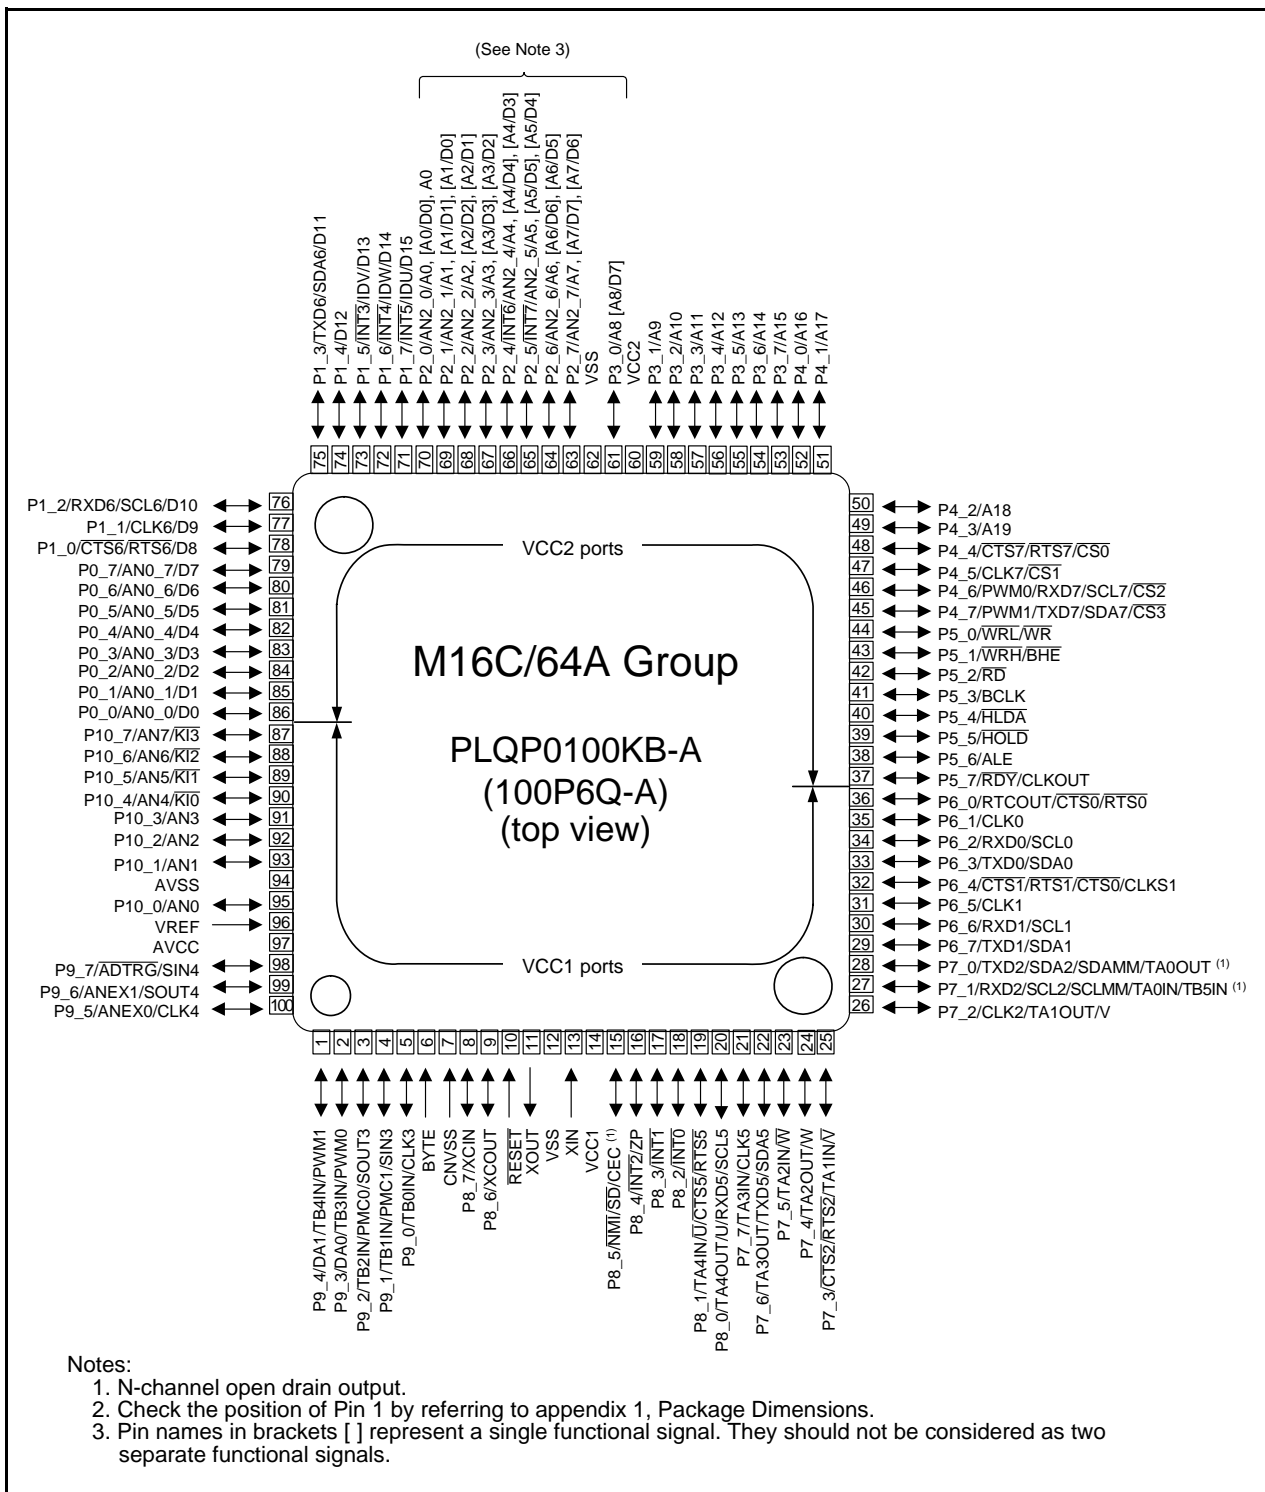 (See Note 3)
P1_3/TXD6/SDA6/D11
P1_4/D12
P1_5/INT3/IDV/D13
P1_6/INT4/IDW/D14
P1_7/INT5/IDU/D15
P2_0/AN2_0/A0, [A0/D0], A0
P2_1/AN2_1/A1, [A1/D1], [A1/D0]
P2_2/AN2_2/A2, [A2/D2], [A2/D1]
P2_3/AN2_3/A3, [A3/D3], [A3/D2]
P2_4/INT6/AN2_4/A4, [A4/D4], [A4/D3]
P2_5/INT7/AN2_5/A5, [A5/D5], [A5/D4]
P2_6/AN2_6/A6, [A6/D6], [A6/D5]
P2_7/AN2_7/A7, [A7/D7], [A7/D6]
VSS
P3_0/A8 [A8/D7]
VCC2
P3_1/A9
P3_2/A10
P3_3/A11
P3_4/A12
P3_5/A13
P3_6/A14
P3_7/A15
P4_0/A16
P4_1/A17
75 74 73 72 71 70 69 68 67 66 65 64 63 62 61 60 59 58 57 56 55 54 53 52 51
P1_2/RXD6/SCL6/D10 76
P1_1/CLK6/D9 77
P1_0/CTS6/RTS6/D8 78
P0_7/AN0_7/D7 79
P0_6/AN0_6/D6 80
P0_5/AN0_5/D5 81
P0_4/AN0_4/D4 82
P0_3/AN0_3/D3 83
P0_2/AN0_2/D2 84
P0_1/AN0_1/D1 85
P0_0/AN0_0/D0 86
P10_7/AN7/KI3 87
P10_6/AN6/KI2 88
P10_5/AN5/KI1 89
P10_4/AN4/KI0 90
P10_3/AN3 91
P10_2/AN2 92
P10_1/AN1 93
AVSS 94
P10_0/AN0 95
VREF 96
AVCC 97
P9_7/ADTRG/SIN4 98
P9_6/ANEX1/SOUT4 99
P9_5/ANEX0/CLK4 100
VCC2 ports
M16C/64A Group
PLQP0100KB-A
(100P6Q-A)
(top view)
VCC1 ports
50 P4_2/A18
49 P4_3/A19
48 P4_4/CTS7/RTS7/CS0
47 P4_5/CLK7/CS1
46 P4_6/PWM0/RXD7/SCL7/CS2
45 P4_7/PWM1/TXD7/SDA7/CS3
44 P5_0/WRL/WR
43 P5_1/WRH/BHE
42 P5_2/RD
41 P5_3/BCLK
40 P5_4/HLDA
39 P5_5/HOLD
38 P5_6/ALE
37 P5_7/RDY/CLKOUT
36 P6_0/RTCOUT/CTS0/RTS0
35 P6_1/CLK0
34 P6_2/RXD0/SCL0
33 P6_3/TXD0/SDA0
32 P6_4/CTS1/RTS1/CTS0/CLKS1
31 P6_5/CLK1
30 P6_6/RXD1/SCL1
29 P6_7/TXD1/SDA1
28 P7_0/TXD2/SDA2/SDAMM/TA0OUT (1)
27 P7_1/RXD2/SCL2/SCLMM/TA0IN/TB5IN (1)
26 P7_2/CLK2/TA1OUT/V
1 2 3 4 5 6 7 8 9 10 11 12 13 14 15 16 17 18 19 20 21 22 23 24 25
P9_4/DA1/TB4IN/PWM1
P9_3/DA0/TB3IN/PWM0
P9_2/TB2IN/PMC0/SOUT3
P9_1/TB1IN/PMC1/SIN3
P9_0/TB0IN/CLK3
BYTE
CNVSS
P8_7/XCIN
P8_6/XCOUT
RESET
XOUT
VSS
XIN
VCC1
P8_5/NMI/SD/CEC (1)
P8_4/INT2/ZP
P8_3/INT1
P8_2/INT0
P8_1/TA4IN/U/CTS5/RTS5
P8_0/TA4OUT/U/RXD5/SCL5
P7_7/TA3IN/CLK5
P7_6/TA3OUT/TXD5/SDA5
P7_5/TA2IN/W
P7_4/TA2OUT/W
P7_3/CTS2/RTS2/TA1IN/V
Notes:
1. N-channel open drain output.
2. Check the position of Pin 1 by referring to appendix 1, Package Dimensions.
3. Pin names in brackets [ ] represent a single functional signal. They should not be considered as two
separate functional signals.